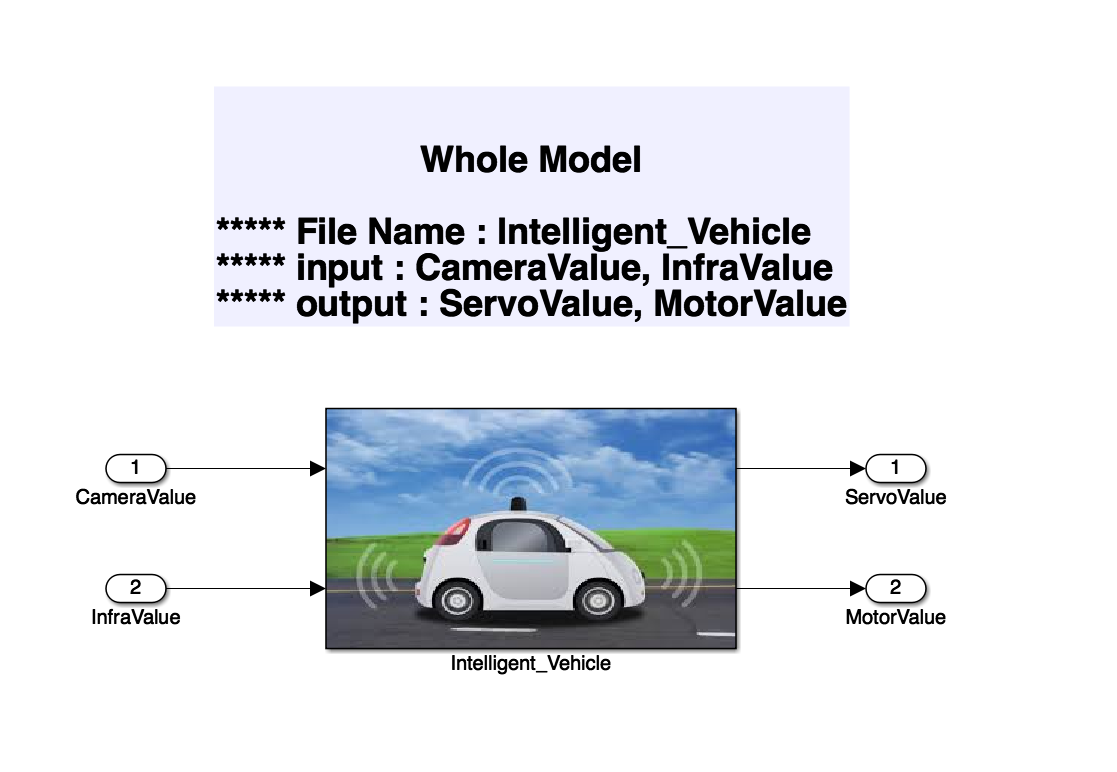 Whole Model
***** File Name : Intelligent_Vehicle
***** input : CameraValue, InfraValue
***** output : ServoValue, MotorValue
1
CameraValue
1
ServoValue
2
InfraValue
2
MotorValue
Intelligent_Vehicle